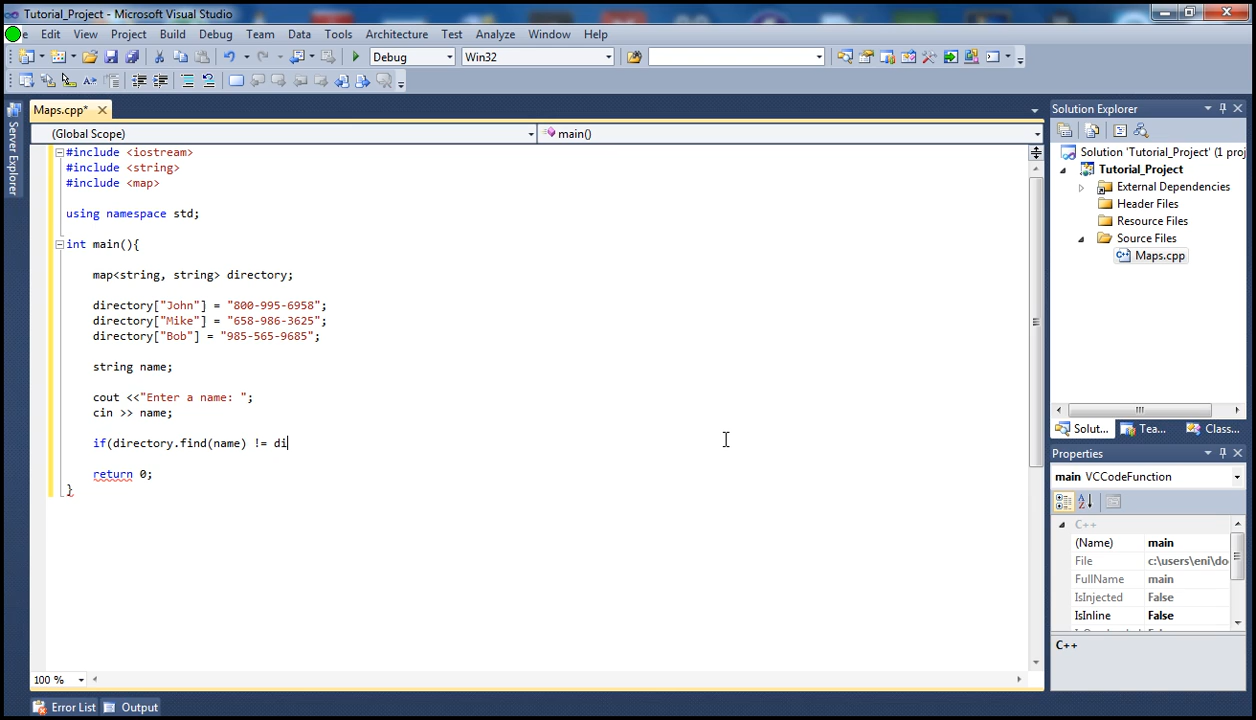 Tutorial_Project - Microsoft Visual Studio
e Edit View Project Build Debug Team Data Tools Architecture Test Analyze Window Help
Debug Win32
Maps.cpp*
Server Explorer
(Global Scope) main()
#include <iostream>
#include <string>
#include <map>
using namespace std;
int main(){
map<string, string> directory;
directory["John"] = "800-995-6958";
directory["Mike"] = "658-986-3625";
directory["Bob"] = "985-565-9685";
string name;
cout <<"Enter a name: ";
cin >> name;
if(directory.find(name) != di
return 0;
}
100 %
Error List Output
Solution Explorer
Solution 'Tutorial_Project' (1 proj
Tutorial_Project
External Dependencies
Header Files
Resource Files
Source Files
Maps.cpp
Solut... Tea... Class...
Properties
main VCCodeFunction
C++
(Name) main
File c:\users\eni\do
FullName main
IsInjected False
IsInline False
C++